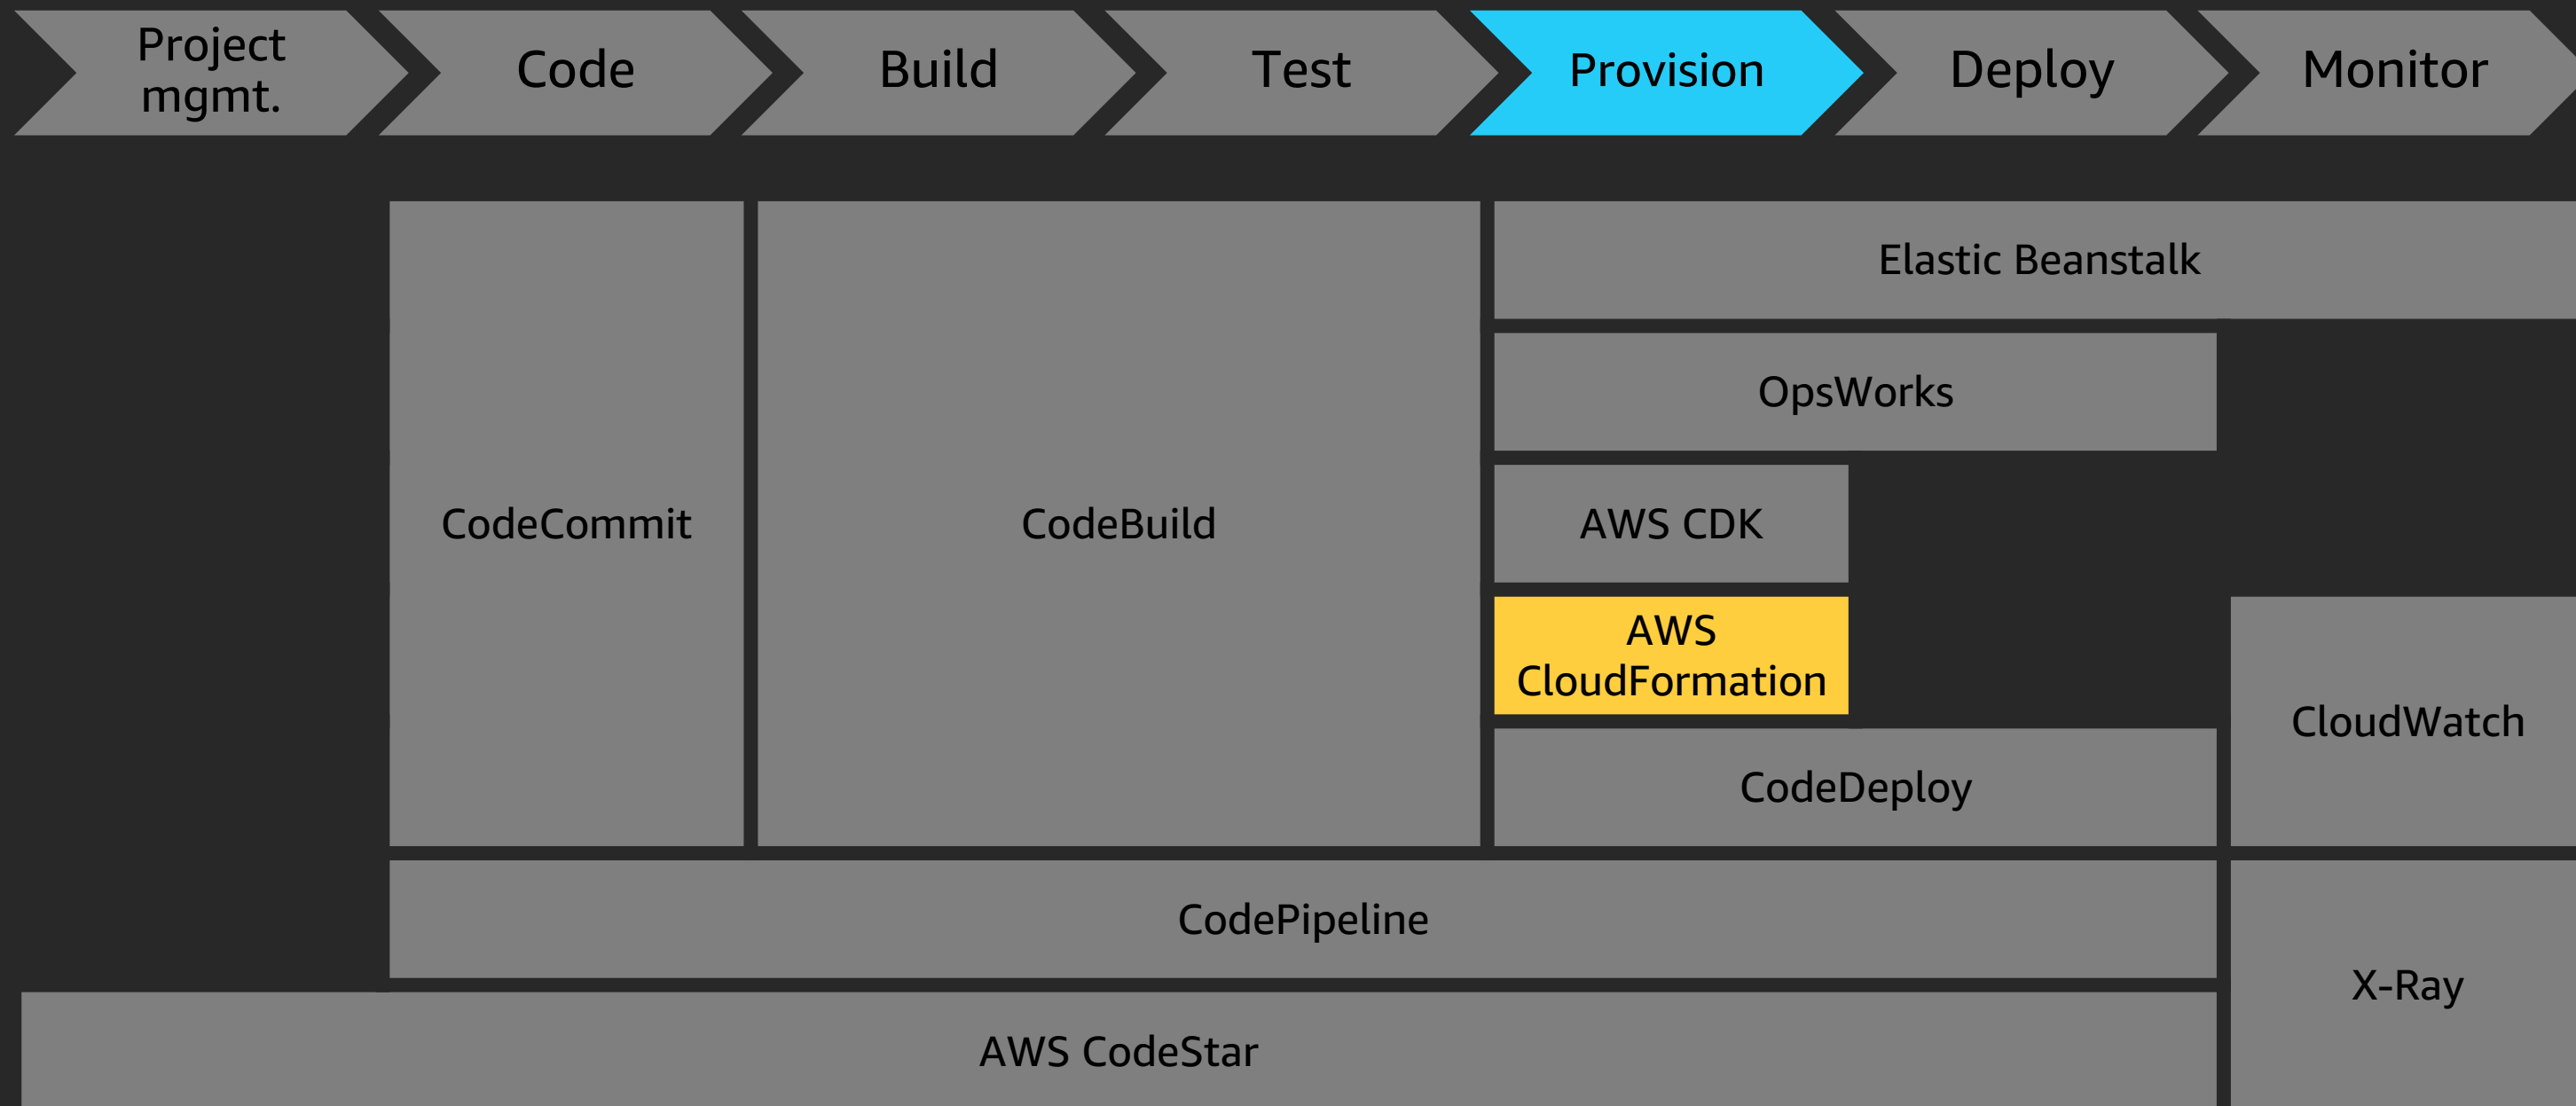 Project
mgmt.
Code
Build
Test
Provision
Deploy
Monitor
Elastic Beanstalk
OpsWorks
CodeCommit
CodeBuild
AWS CDK
AWS
CloudFormation
CloudWatch
CodeDeploy
CodePipeline
X-Ray
AWS CodeStar